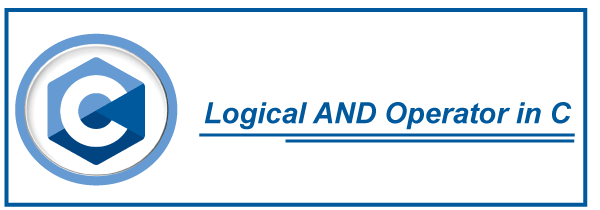 C
Logical AND Operator in C